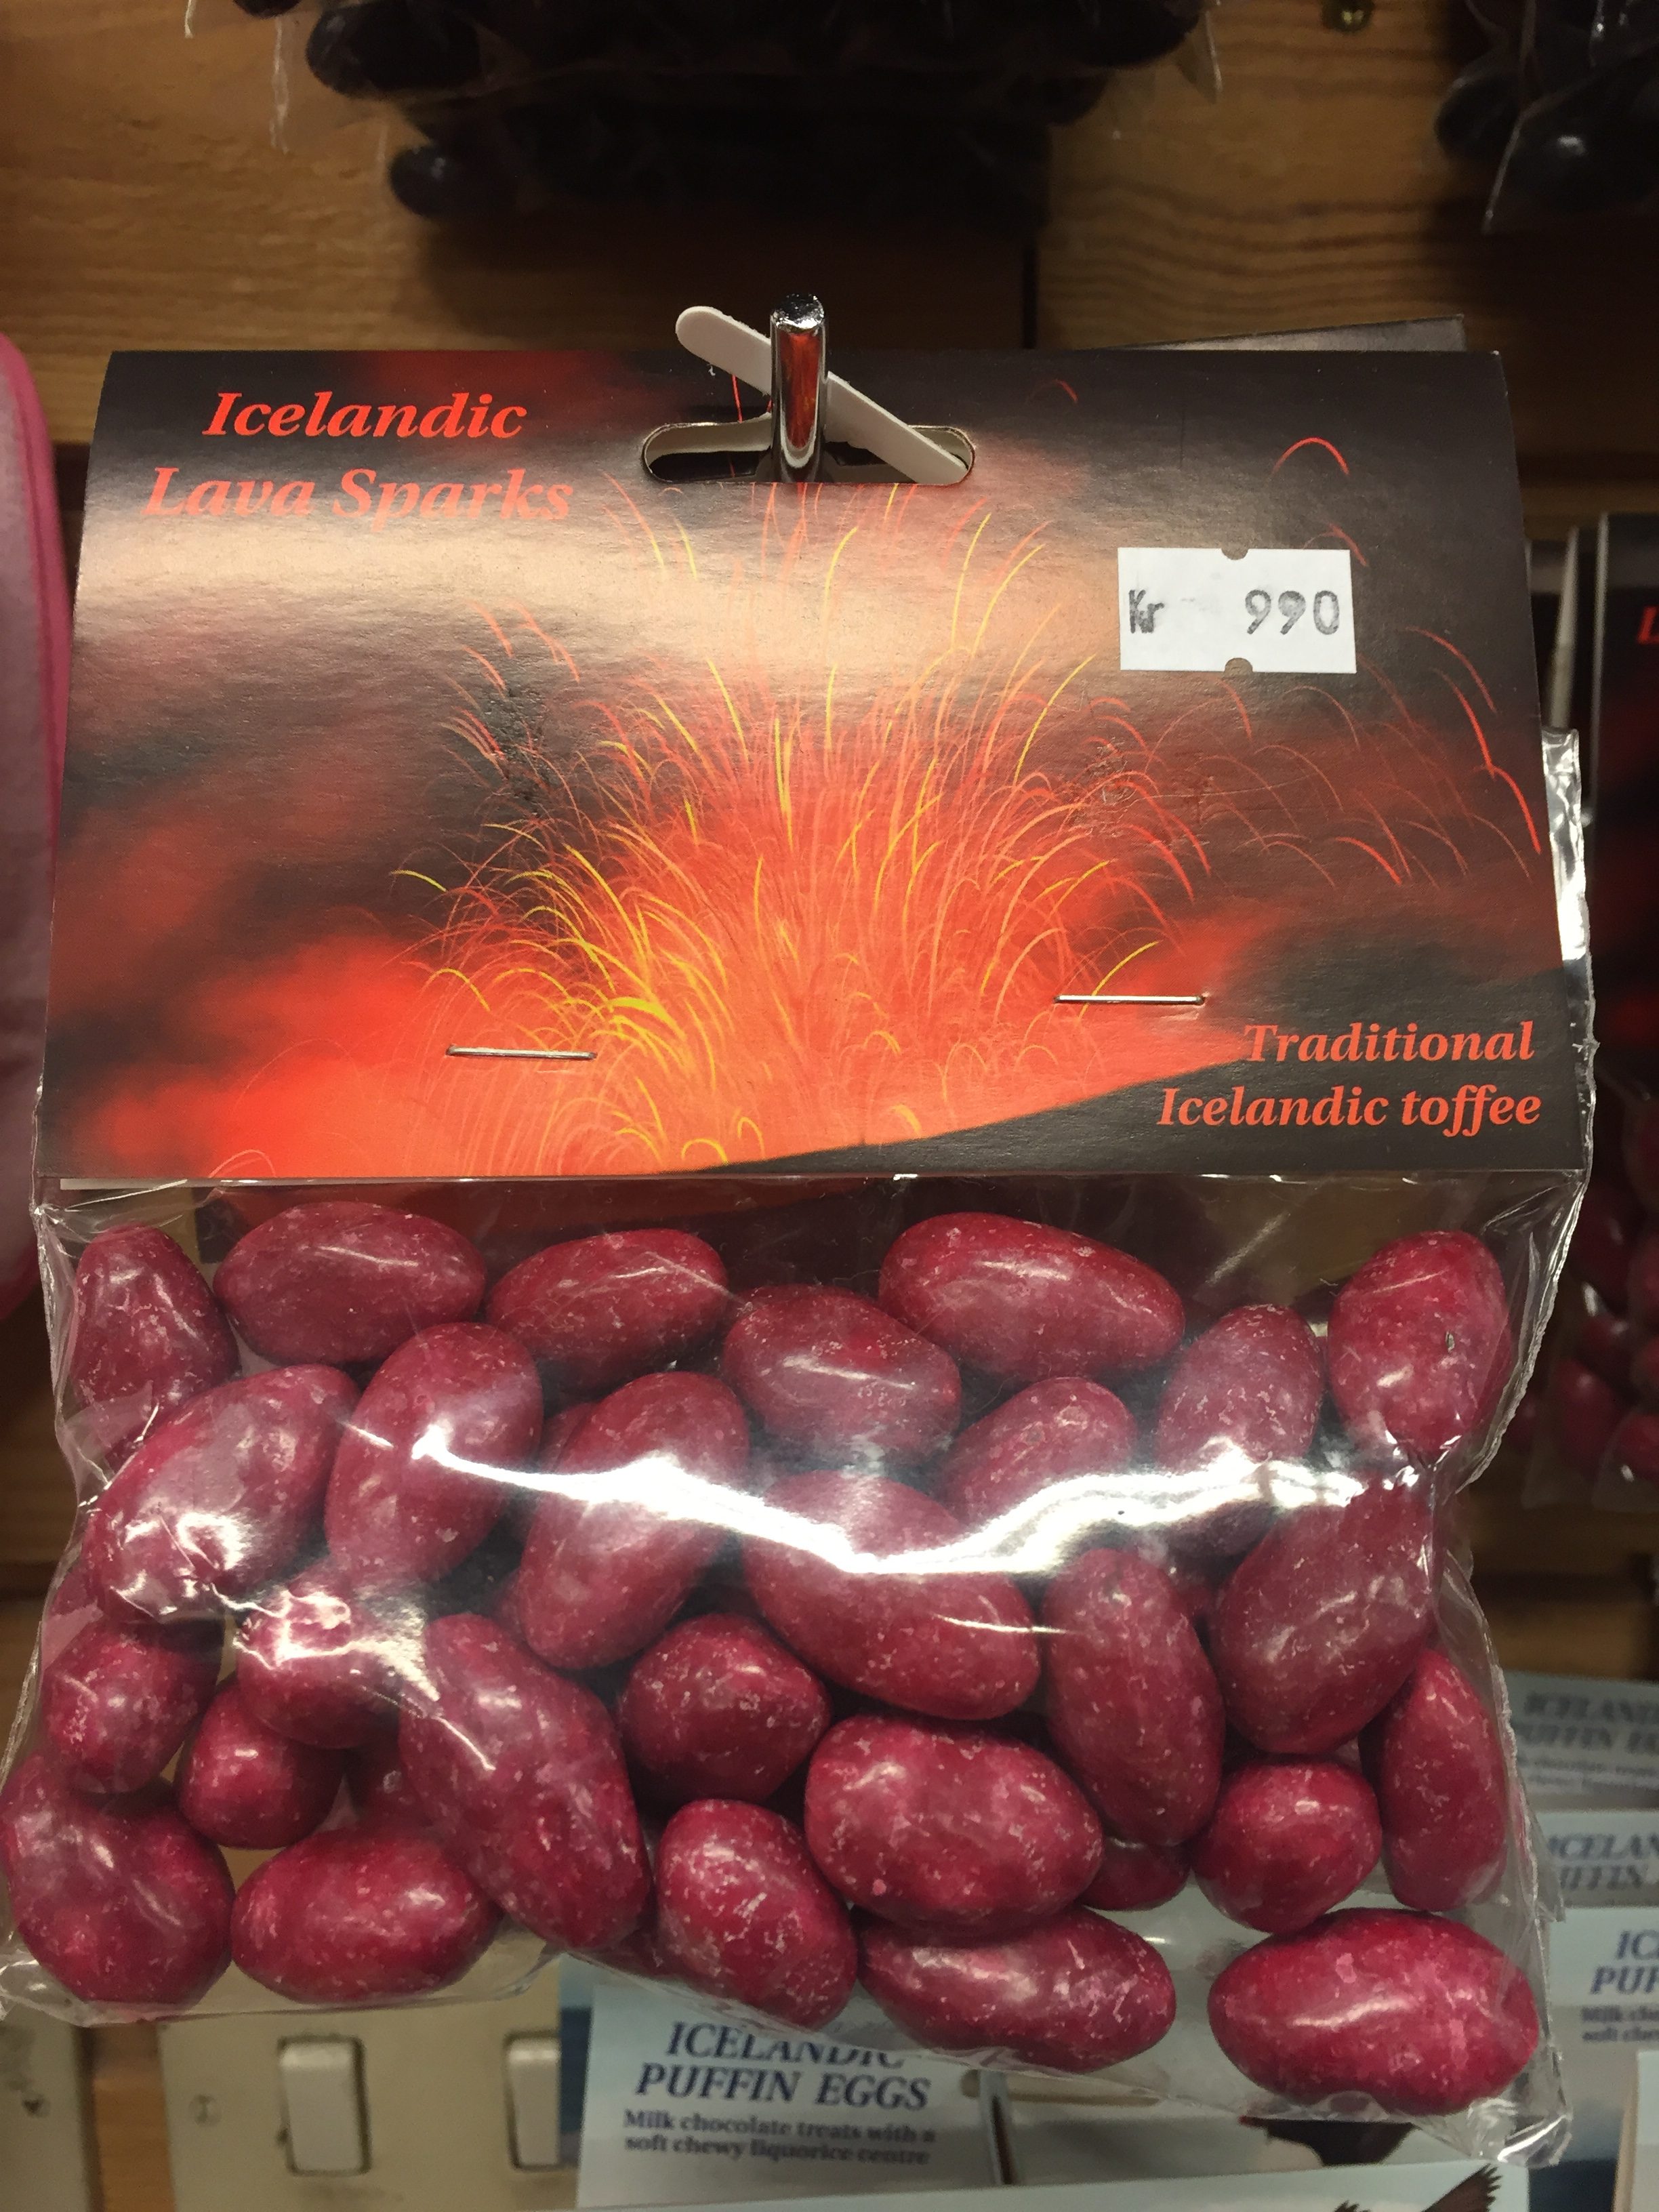 Icelandic
Lava Sparks
Kr 990
Traditional
Icelandic toffee
ICELANDIC
PUFFIN EGGS
Milk chocolate treats with a
soft chewy liquorice centre